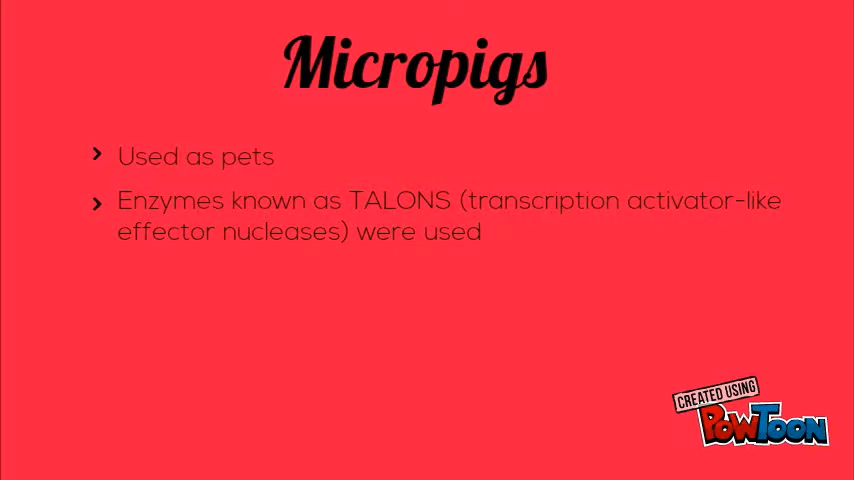 Micropigs
Used as pets
Enzymes known as TALONS (transcription activator-like
effector nucleases) were used
CREATED USING
POWTOON